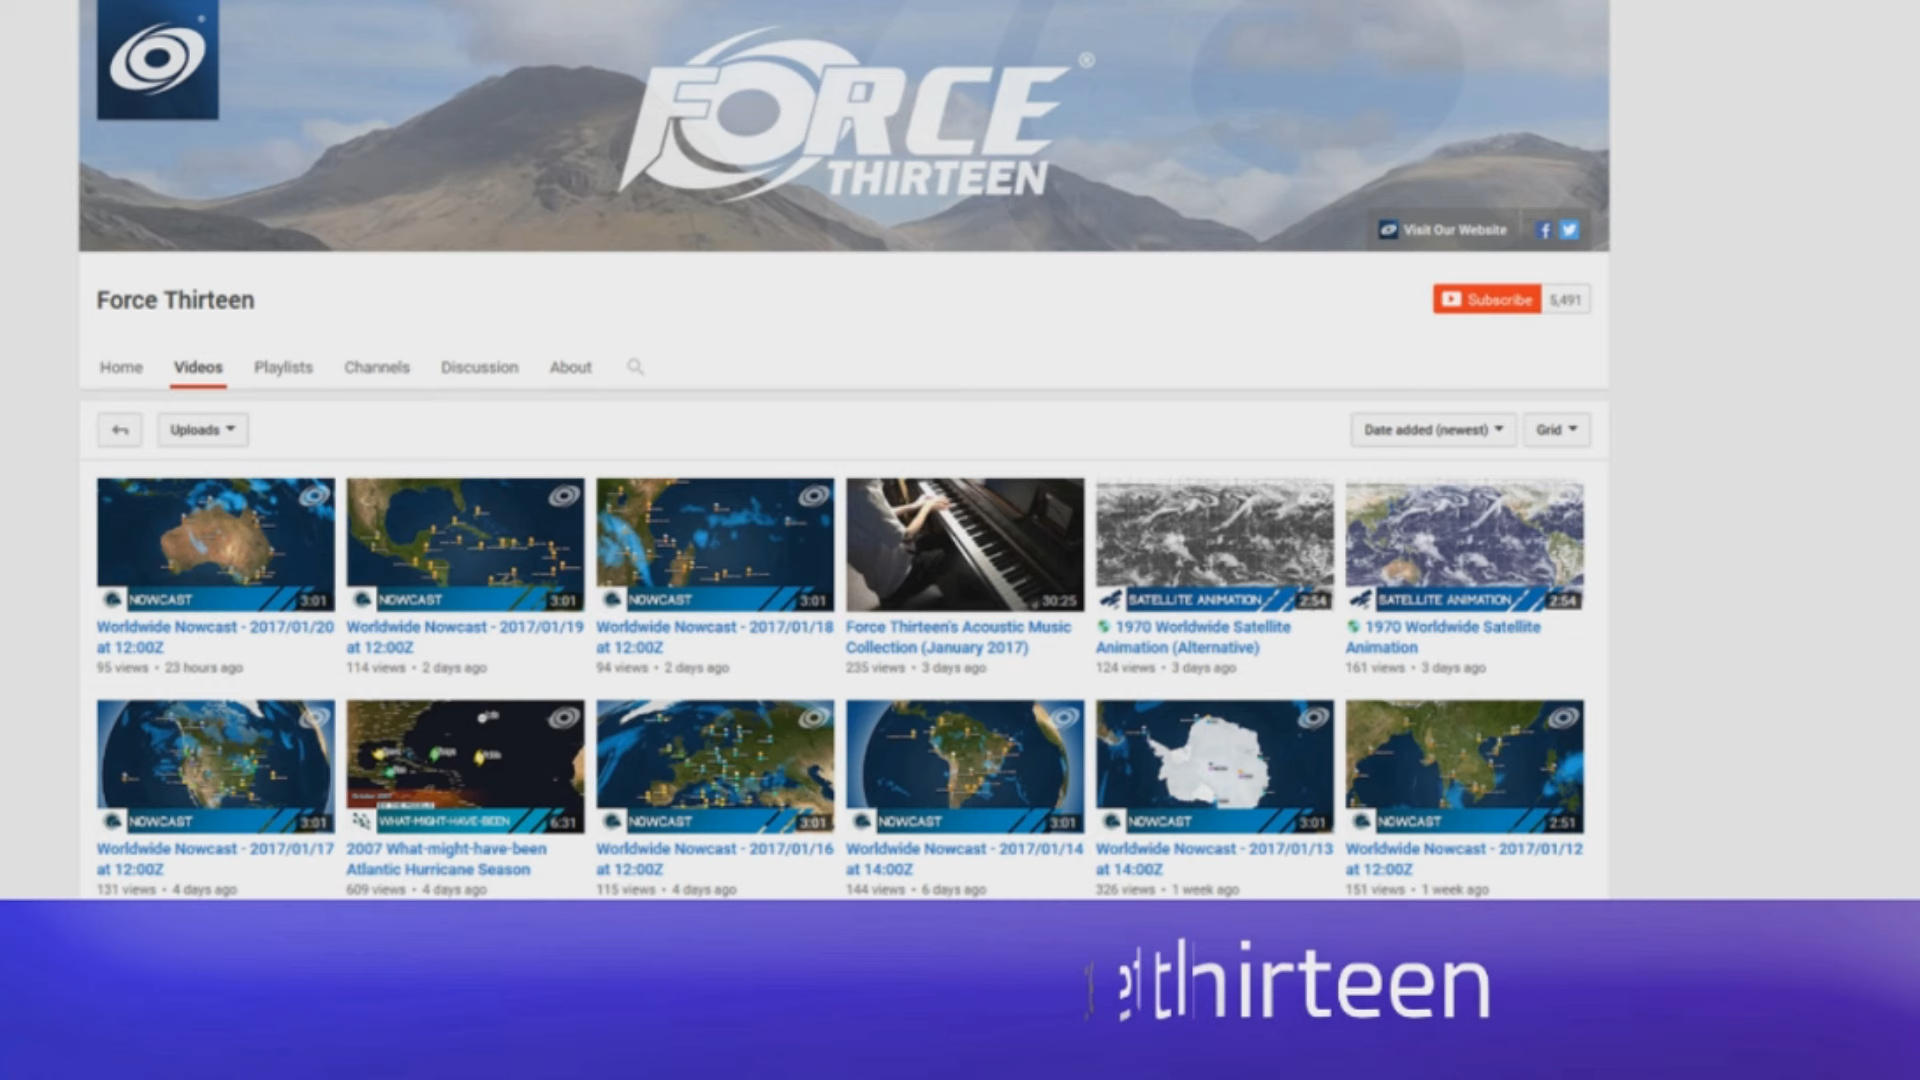 FORCE
THIRTEEN
Visit Our Website
Force Thirteen
Subscribe 5,491
Home Videos Playlists Channels Discussion About
Uploads Date added (newest) Grid
NOWCAST 3:01
NOWCAST 3:01
NOWCAST 3:01
30:25
SATELLITE ANIMATION 2:54
SATELLITE ANIMATION 2:54
Worldwide Nowcast - 2017/01/20
at 12:00Z
95 views • 23 hours ago
Worldwide Nowcast - 2017/01/19
at 12:00Z
114 views • 2 days ago
Worldwide Nowcast - 2017/01/18
at 12:00Z
94 views • 2 days ago
Force Thirteen's Acoustic Music
Collection (January 2017)
235 views • 3 days ago
1970 Worldwide Satellite
Animation (Alternative)
124 views • 3 days ago
1970 Worldwide Satellite
Animation
161 views • 3 days ago
NOWCAST 3:01
WHAT-MIGHT-HAVE-BEEN 6:31
NOWCAST 3:01
NOWCAST 3:01
NOWCAST 3:01
NOWCAST 2:51
Worldwide Nowcast - 2017/01/17
at 12:00Z
131 views • 4 days ago
2007 What-might-have-been
Atlantic Hurricane Season
609 views • 4 days ago
Worldwide Nowcast - 2017/01/16
at 12:00Z
115 views • 4 days ago
Worldwide Nowcast - 2017/01/14
at 14:00Z
144 views • 6 days ago
Worldwide Nowcast - 2017/01/13
at 14:00Z
326 views • 1 week ago
Worldwide Nowcast - 2017/01/12
at 12:00Z
151 views • 1 week ago
thirteen